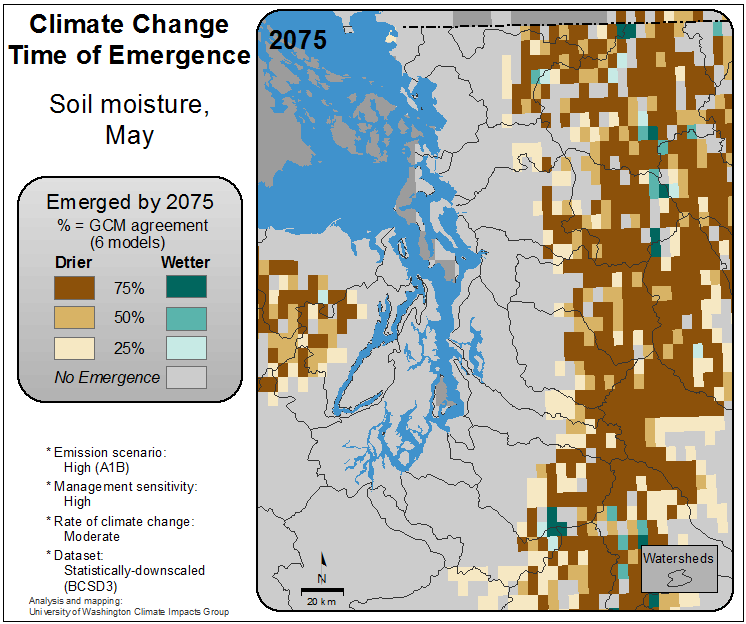 Climate Change
Time of Emergence
Soil moisture,
May
Emerged by 2075
% = GCM agreement
(6 models)
Drier Wetter
75%
50%
25%
No Emergence
* Emission scenario:
High (A1B)
* Management sensitivity:
High
* Rate of climate change:
Moderate
* Dataset:
Statistically-downscaled
(BCSD3)
Analysis and mapping:
University of Washington Climate Impacts Group
2075
N
20 km
Watersheds